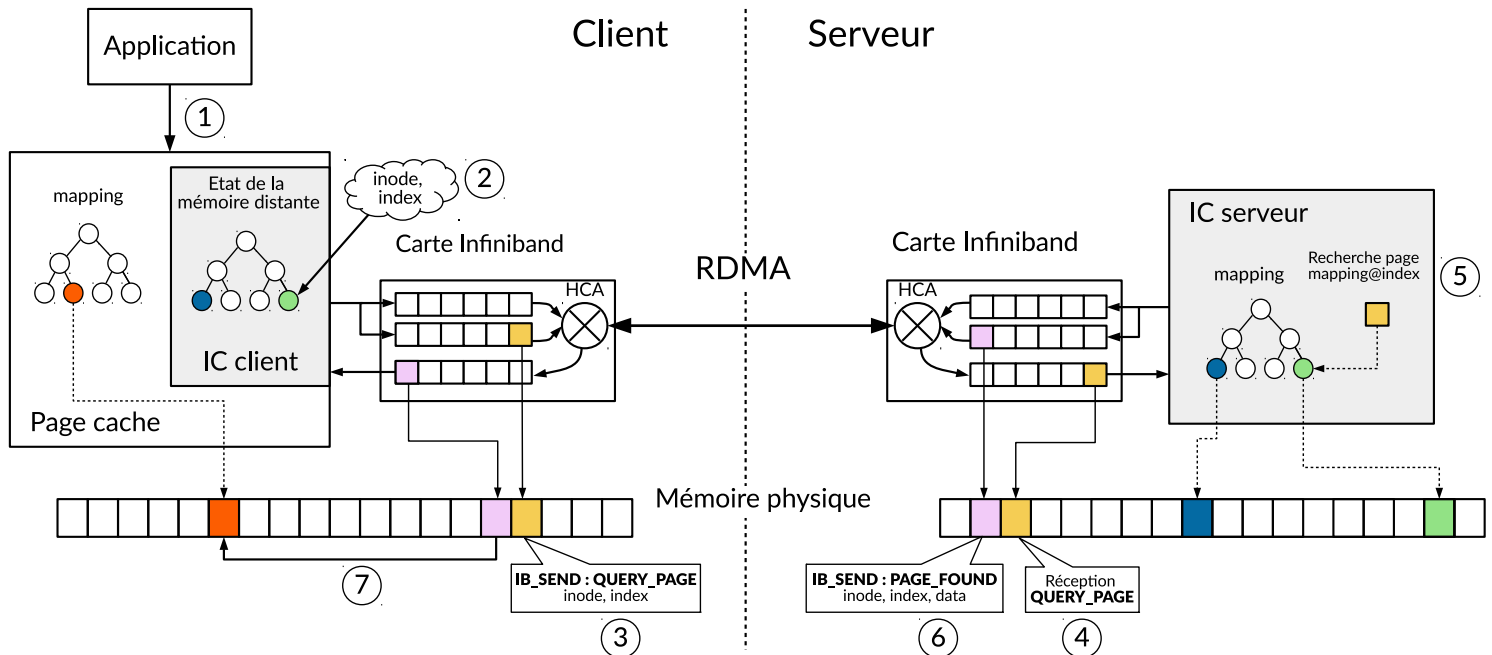 Client
Serveur
Application
1
mapping
Etat de la
mémoire distante
inode,
index
2
IC client
Page cache
Carte Infiniband
HCA
RDMA
Carte Infiniband
HCA
IC serveur
mapping
Recherche page
mapping@index
5
Mémoire physique
7
IB_SEND : QUERY_PAGE
inode, index
3
IB_SEND : PAGE_FOUND
inode, index, data
6
Réception
QUERY_PAGE
4